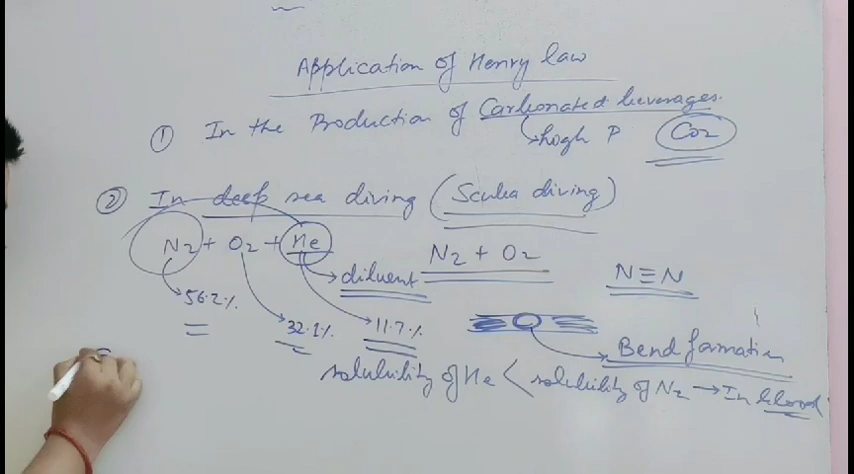 Application of Henry law
① In the Production of Carbonated beverages.
high P CO2
② In deep sea diving (Scuba diving)
N2 + O2 + He
N2 + O2
N≡N
diluent
56.2%
32.1%
11.7%
Bend formation
solubility of He < solubility of N2 → In blood